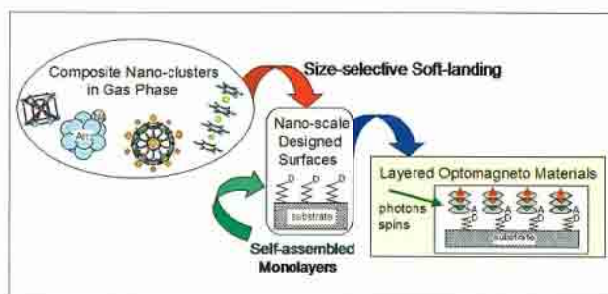 Composite Nano-clusters
in Gas Phase
Size-selective Soft-landing
Nano-scale
Designed
Surfaces
D D D
substrate
Self-assembled
Monolayers
Layered Optomagneto Materials
photons
spins
A A A A
D D D D
substrate